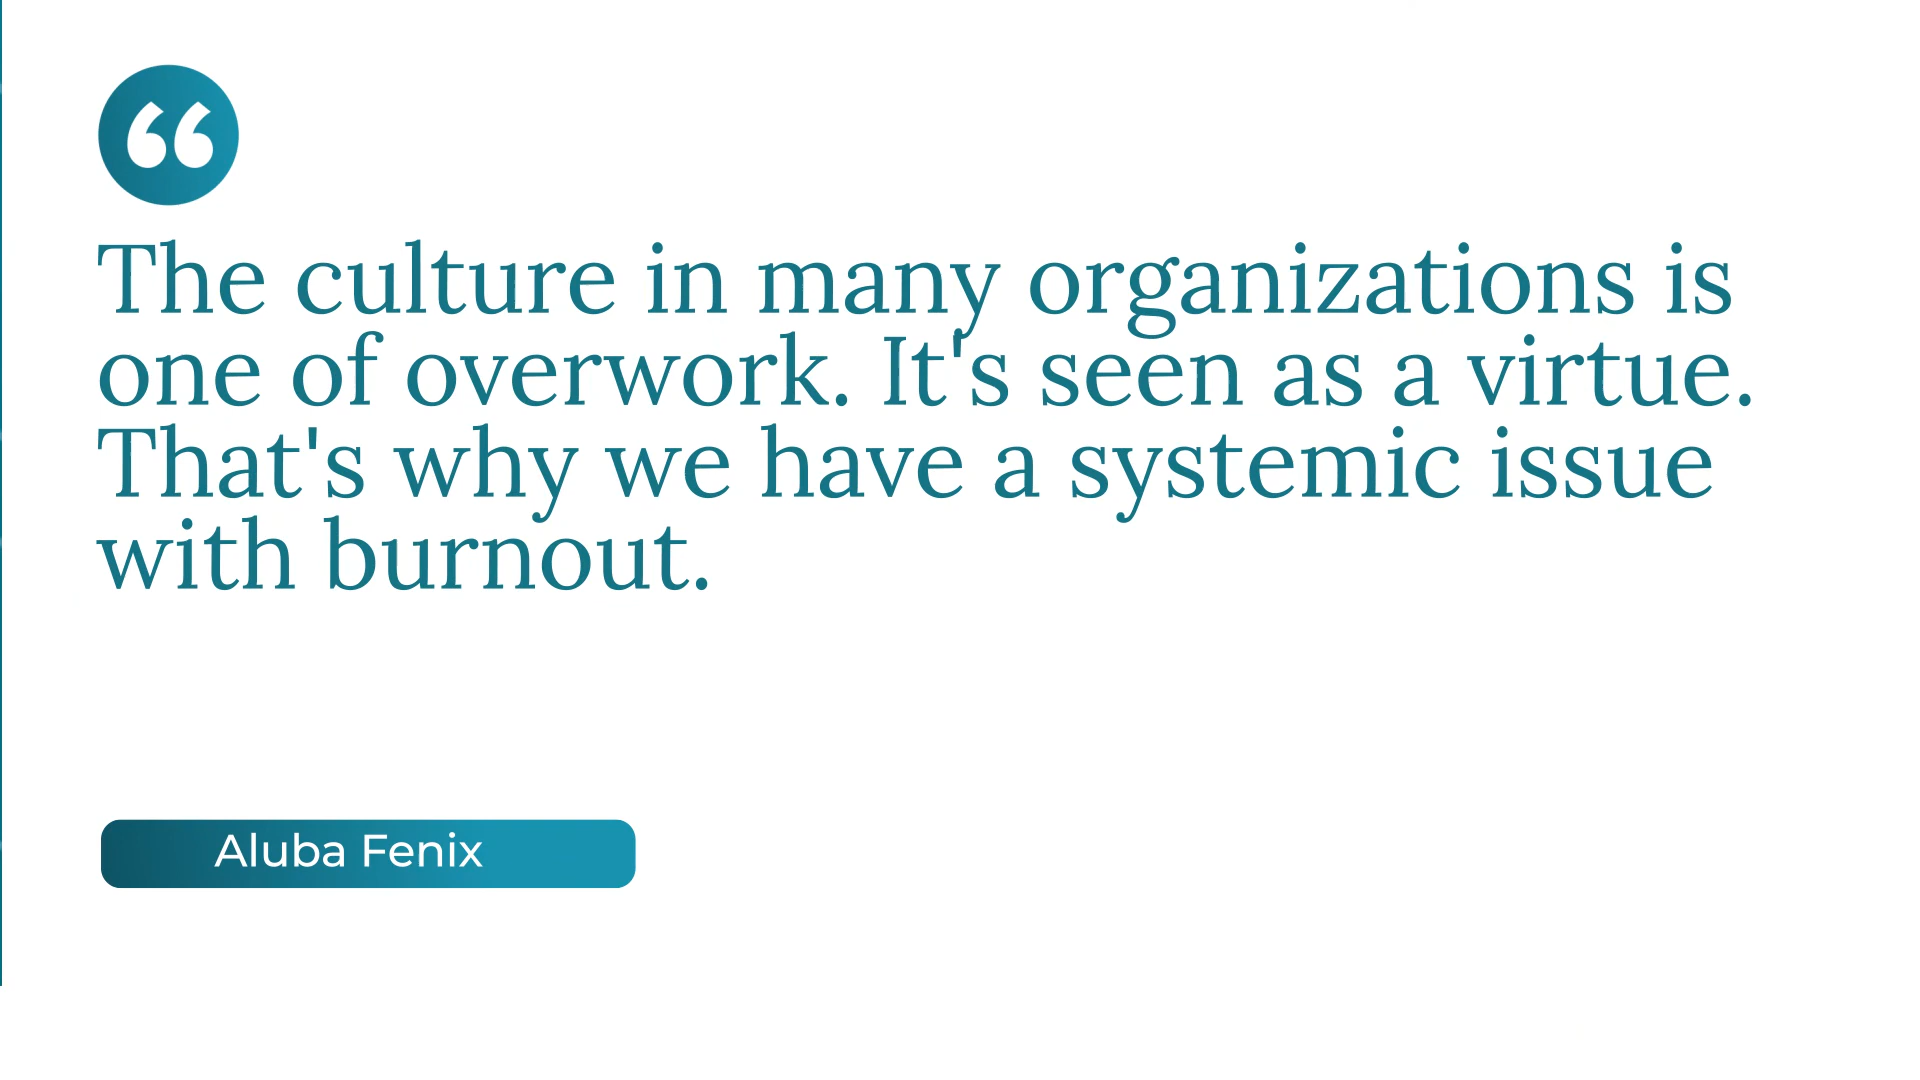 “
The culture in many organizations is
one of overwork. It's seen as a virtue.
That's why we have a systemic issue
with burnout.
Aluba Fenix